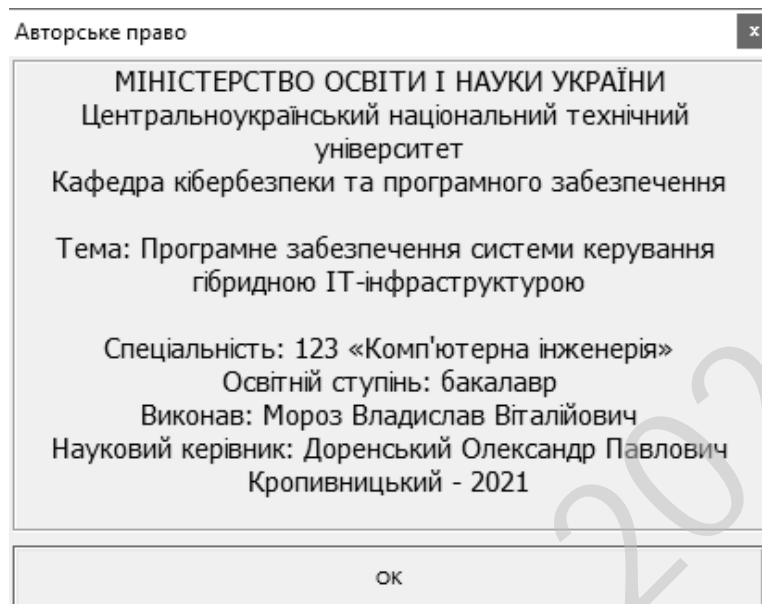 Авторське право
x
МІНІСТЕРСТВО ОСВІТИ І НАУКИ УКРАЇНИ
Центральноукраїнський національний технічний
університет
Кафедра кібербезпеки та програмного забезпечення
Тема: Програмне забезпечення системи керування
гібридною ІТ-інфраструктурою
Спеціальність: 123 «Комп'ютерна інженерія»
Освітній ступінь: бакалавр
Виконав: Мороз Владислав Віталійович
Науковий керівник: Доренський Олександр Павлович
Кропивницький - 2021
ОК